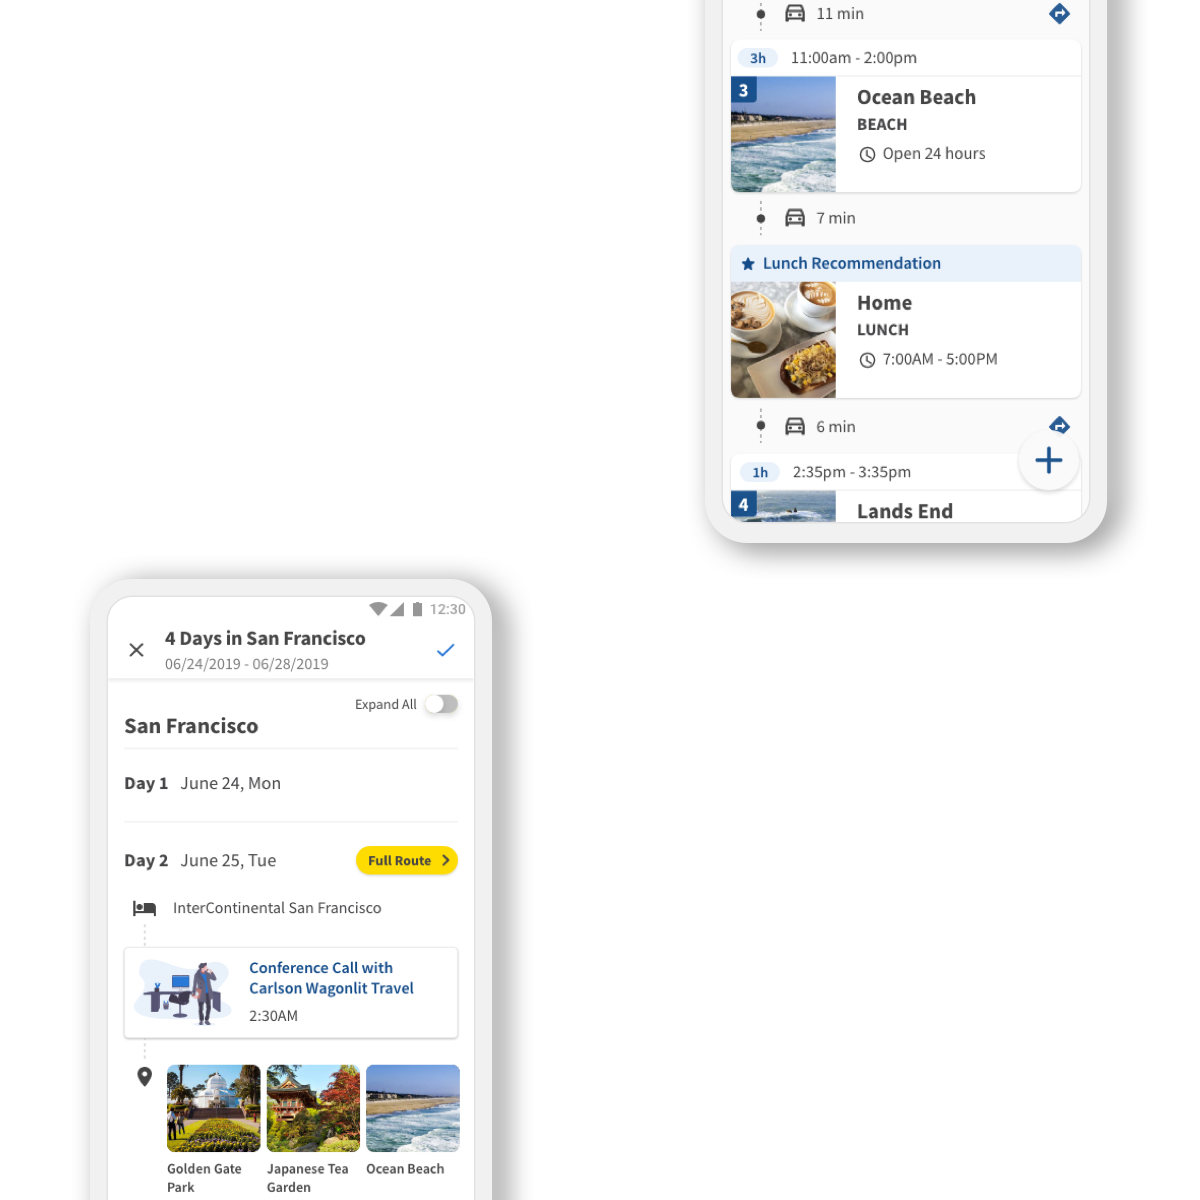 11 min
3h 11:00am - 2:00pm
3
Ocean Beach
BEACH
Open 24 hours
7 min
Lunch Recommendation
Home
LUNCH
7:00AM - 5:00PM
6 min
1h 2:35pm - 3:35pm
4
Lands End
12:30
4 Days in San Francisco
06/24/2019 - 06/28/2019
Expand All
San Francisco
Day 1 June 24, Mon
Day 2 June 25, Tue Full Route
InterContinental San Francisco
Conference Call with
Carlson Wagonlit Travel
2:30AM
Golden Gate
Park
Japanese Tea
Garden
Ocean Beach